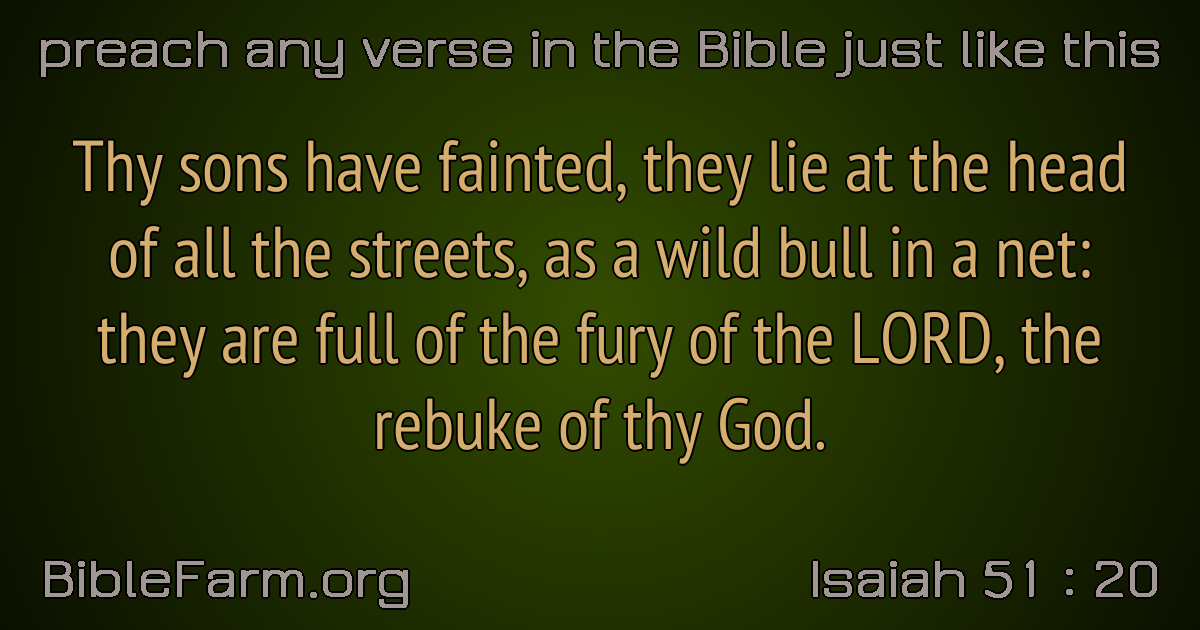 preach any verse in the Bible just like this
Thy sons have fainted, they lie at the head
of all the streets, as a wild bull in a net:
they are full of the fury of the LORD, the
rebuke of thy God.
BibleFarm.org
Isaiah 51 : 20